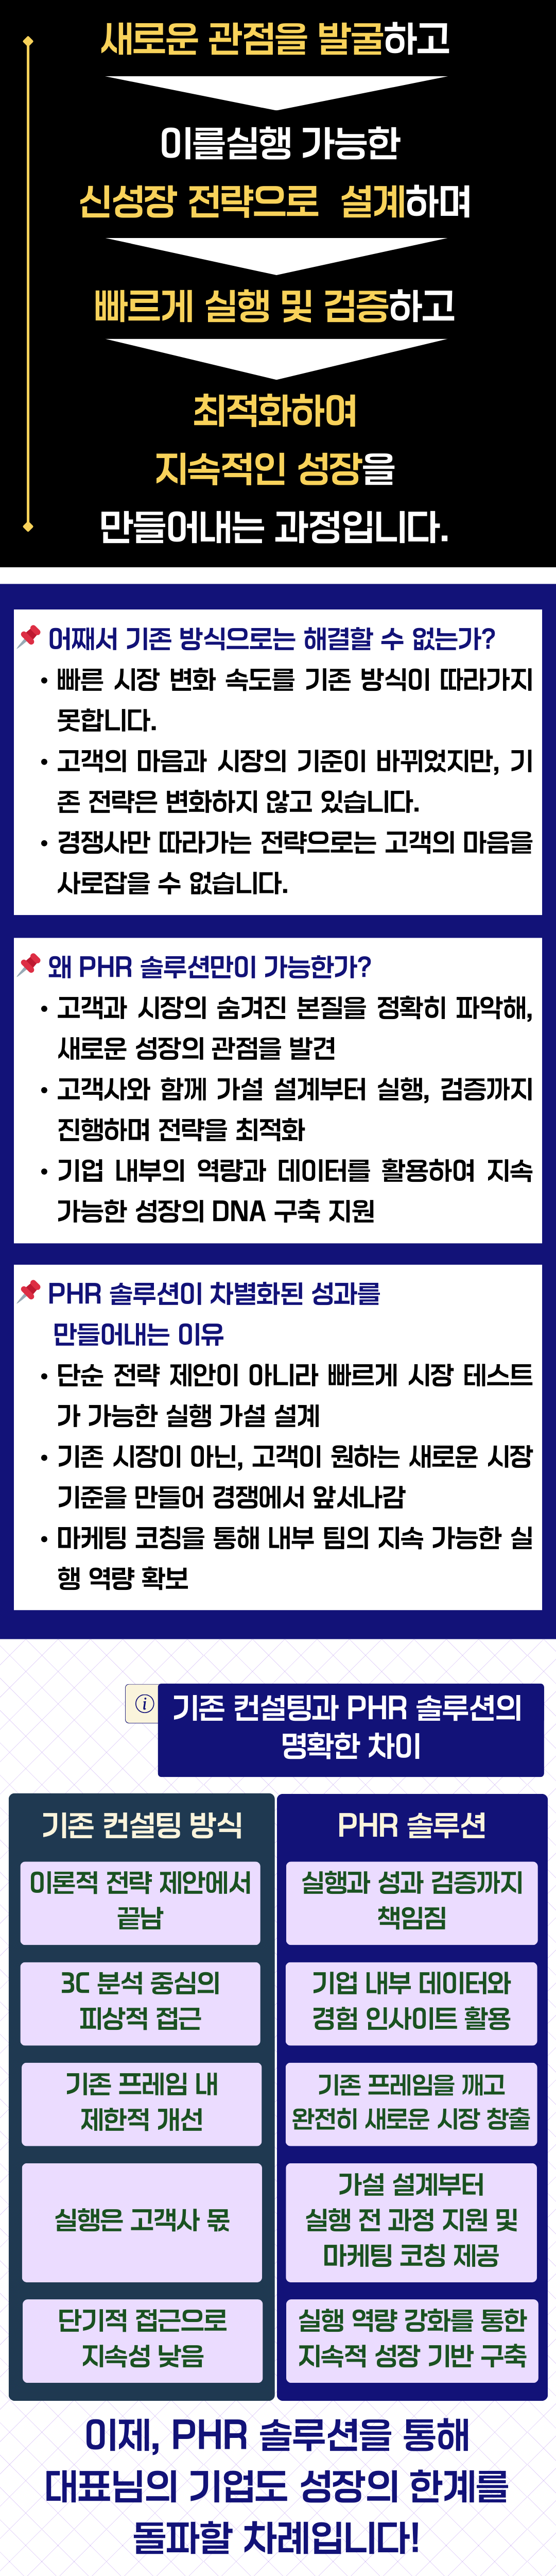 새로운 관점을 발굴하고
이를실행 가능한
신성장 전략으로 설계하며
빠르게 실행 및 검증하고
최적화하여
지속적인 성장을
만들어내는 과정입니다.
어째서 기존 방식으로는 해결할 수 없는가?
• 빠른 시장 변화 속도를 기존 방식이 따라가지
못합니다.
• 고객의 마음과 시장의 기준이 바뀌었지만, 기
존 전략은 변화하지 않고 있습니다.
• 경쟁사만 따라가는 전략으로는 고객의 마음을
사로잡을 수 없습니다.
왜 PHR 솔루션만이 가능한가?
• 고객과 시장의 숨겨진 본질을 정확히 파악해,
새로운 성장의 관점을 발견
• 고객사와 함께 가설 설계부터 실행, 검증까지
진행하며 전략을 최적화
• 기업 내부의 역량과 데이터를 활용하여 지속
가능한 성장의 DNA 구축 지원
PHR 솔루션이 차별화된 성과를
만들어내는 이유
• 단순 전략 제안이 아니라 빠르게 시장 테스트
가 가능한 실행 가설 설계
• 기존 시장이 아닌, 고객이 원하는 새로운 시장
기준을 만들어 경쟁에서 앞서나감
• 마케팅 코칭을 통해 내부 팀의 지속 가능한 실
행 역량 확보
i
기존 컨설팅과 PHR 솔루션의
명확한 차이
기존 컨설팅 방식
PHR 솔루션
이론적 전략 제안에서
끝남
실행과 성과 검증까지
책임짐
3C 분석 중심의
피상적 접근
기업 내부 데이터와
경험 인사이트 활용
기존 프레임 내
제한적 개선
기존 프레임을 깨고
완전히 새로운 시장 창출
실행은 고객사 몫
가설 설계부터
실행 전 과정 지원 및
마케팅 코칭 제공
단기적 접근으로
지속성 낮음
실행 역량 강화를 통한
지속적 성장 기반 구축
이제, PHR 솔루션을 통해
대표님의 기업도 성장의 한계를
돌파할 차례입니다!